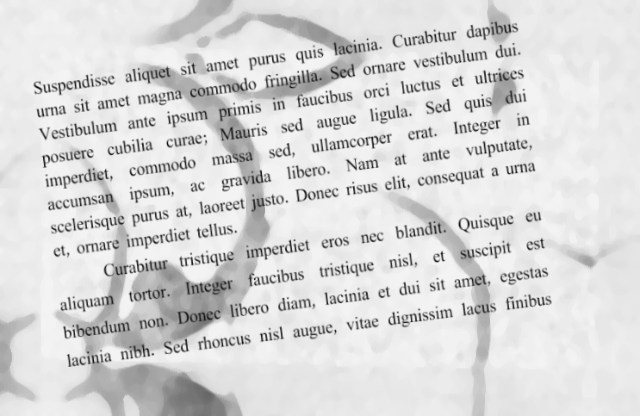 Suspendisse aliquet sit amet purus quis lacinia. Curabitur dapibus
urna sit amet magna commodo fringilla. Sed ornare vestibulum dui.
Vestibulum ante ipsum primis in faucibus orci luctus et ultrices
posuere cubilia curae; Mauris sed augue ligula. Sed quis dui
imperdiet, commodo massa sed, ullamcorper erat. Integer in
accumsan ipsum, ac gravida libero. Nam at ante vulputate,
scelerisque purus at, laoreet justo. Donec risus elit, consequat a urna
et, ornare imperdiet tellus.
Curabitur tristique imperdiet eros nec blandit. Quisque eu
aliquam tortor. Integer faucibus tristique nisl, et suscipit est
bibendum non. Donec libero diam, lacinia et dui sit amet, egestas
lacinia nibh. Sed rhoncus nisl augue, vitae dignissim lacus finibus